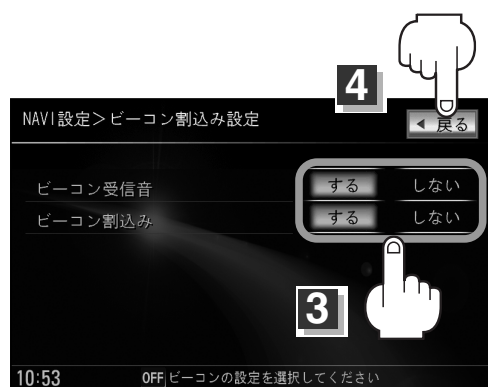 4
NAVI設定＞ビーコン割込み設定
◀ 戻る
ビーコン受信音 する しない
ビーコン割込み する しない
3
10:53 OFF ビーコンの設定を選択してください